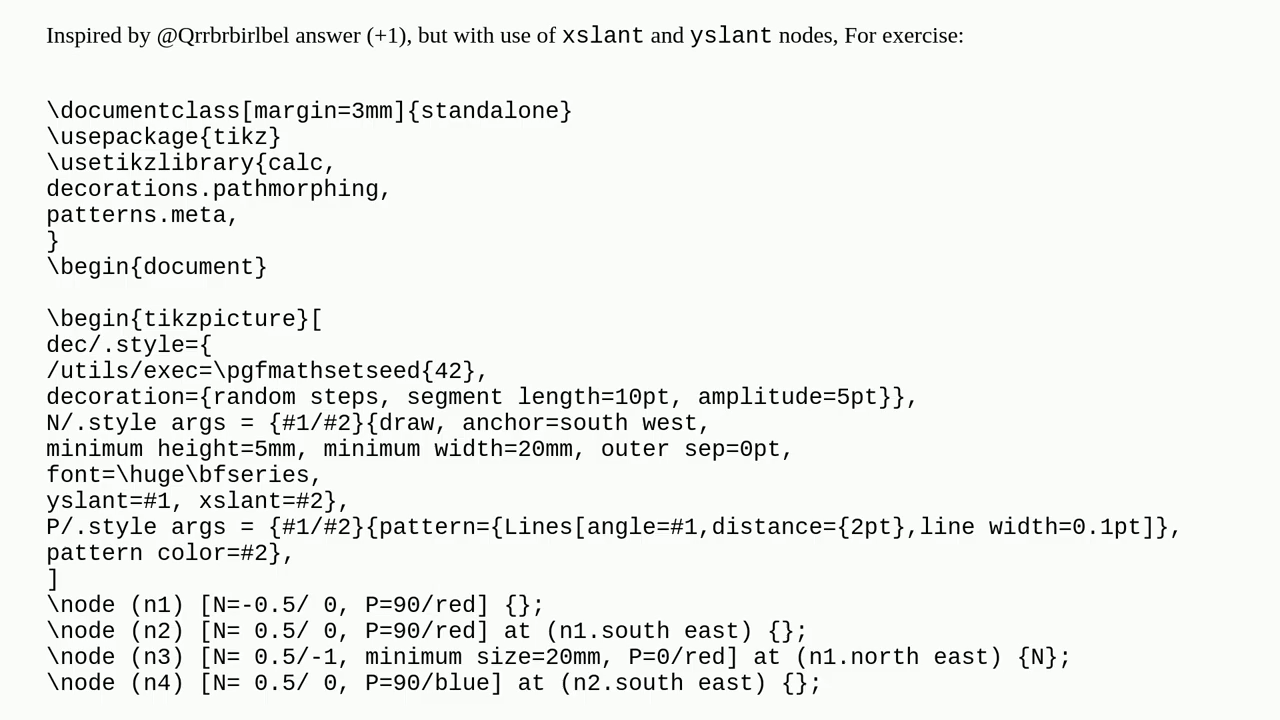 Inspired by @Qrrbrbirlbel answer (+1), but with use of xslant and yslant nodes, For exercise:
\documentclass[margin=3mm]{standalone}
\usepackage{tikz}
\usetikzlibrary{calc,
decorations.pathmorphing,
patterns.meta,
}
\begin{document}
\begin{tikzpicture}[
dec/.style={
/utils/exec=\pgfmathsetseed{42},
decoration={random steps, segment length=10pt, amplitude=5pt}},
N/.style args = {#1/#2}{draw, anchor=south west,
minimum height=5mm, minimum width=20mm, outer sep=0pt,
font=\huge\bfseries,
yslant=#1, xslant=#2},
P/.style args = {#1/#2}{pattern={Lines[angle=#1,distance={2pt},line width=0.1pt]},
pattern color=#2},
]
\node (n1) [N=-0.5/ 0, P=90/red] {};
\node (n2) [N= 0.5/ 0, P=90/red] at (n1.south east) {};
\node (n3) [N= 0.5/-1, minimum size=20mm, P=0/red] at (n1.north east) {N};
\node (n4) [N= 0.5/ 0, P=90/blue] at (n2.south east) {};